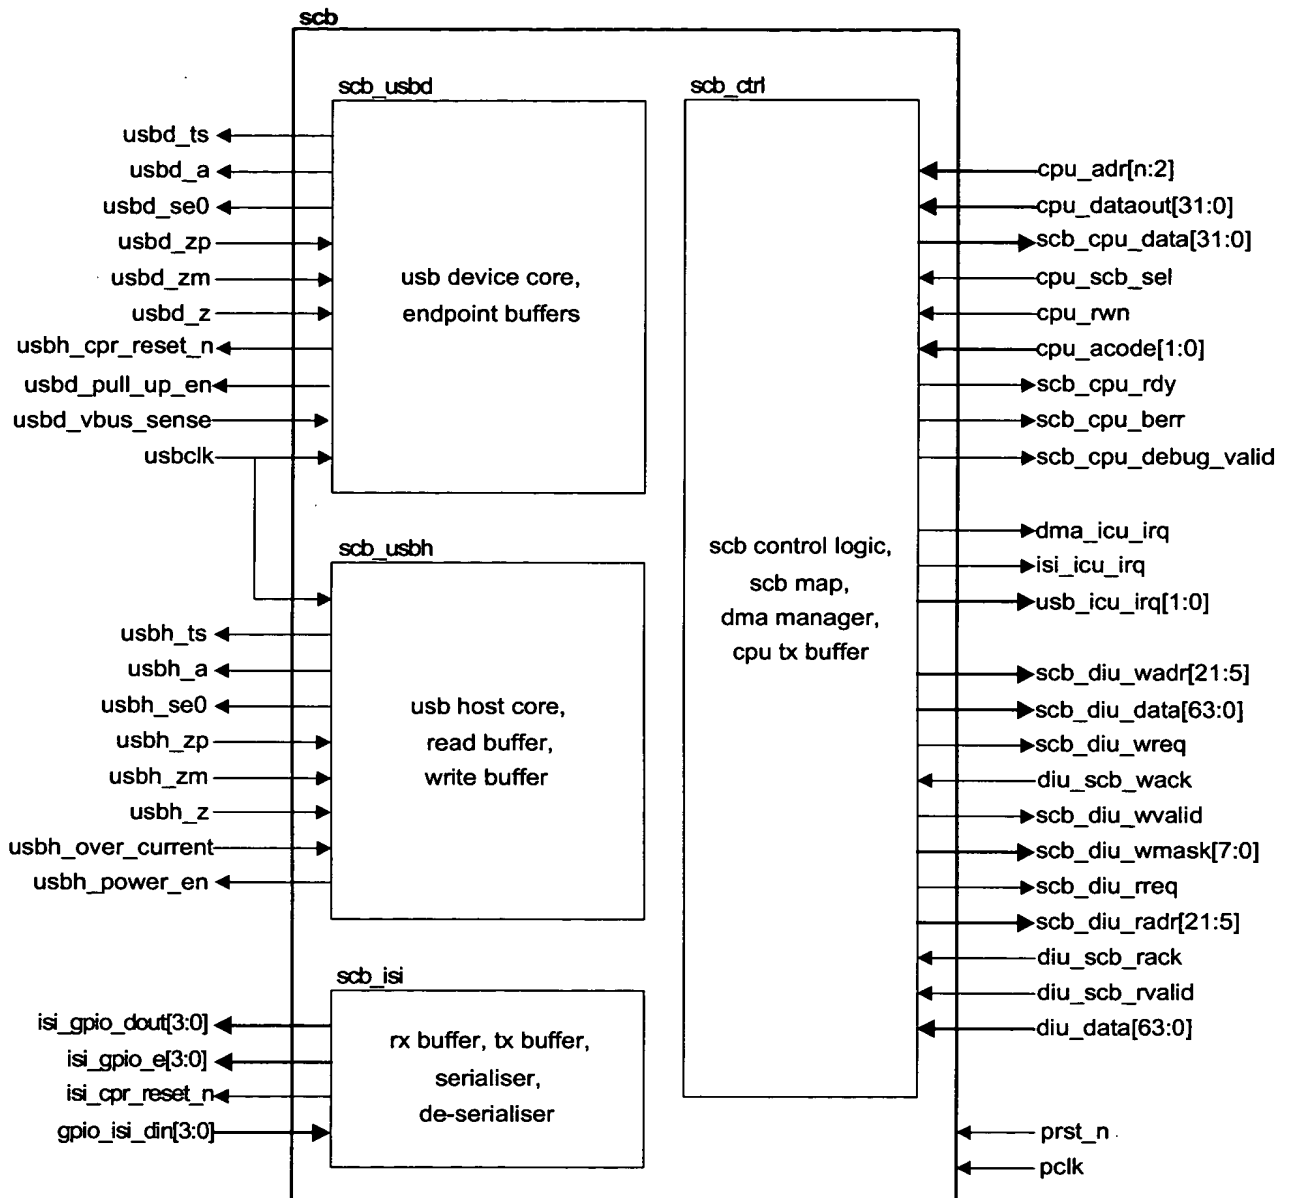 scb
scb_usbd
usbd_ts
usbd_a
usbd_se0
usbd_zp
usbd_zm
usbd_z
usbh_cpr_reset_n
usbd_pull_up_en
usbd_vbus_sense
usbclk
usb device core,
endpoint buffers
scb_usbh
usbh_ts
usbh_a
usbh_se0
usbh_zp
usbh_zm
usbh_z
usbh_over_current
usbh_power_en
usb host core,
read buffer,
write buffer
scb_isi
isi_gpio_dout[3:0]
isi_gpio_e[3:0]
isi_cpr_reset_n
gpio_isi_din[3:0]
rx buffer, tx buffer,
serialiser,
de-serialiser
scb_ctrl
scb control logic,
scb map,
dma manager,
cpu tx buffer
cpu_adr[n:2]
cpu_dataout[31:0]
scb_cpu_data[31:0]
cpu_scb_sel
cpu_rwn
cpu_acode[1:0]
scb_cpu_rdy
scb_cpu_berr
scb_cpu_debug_valid
dma_icu_irq
isi_icu_irq
usb_icu_irq[1:0]
scb_diu_wadr[21:5]
scb_diu_data[63:0]
scb_diu_wreq
diu_scb_wack
scb_diu_wvalid
scb_diu_wmask[7:0]
scb_diu_rreq
scb_diu_radr[21:5]
diu_scb_rack
diu_scb_rvalid
diu_data[63:0]
prst_n
pclk